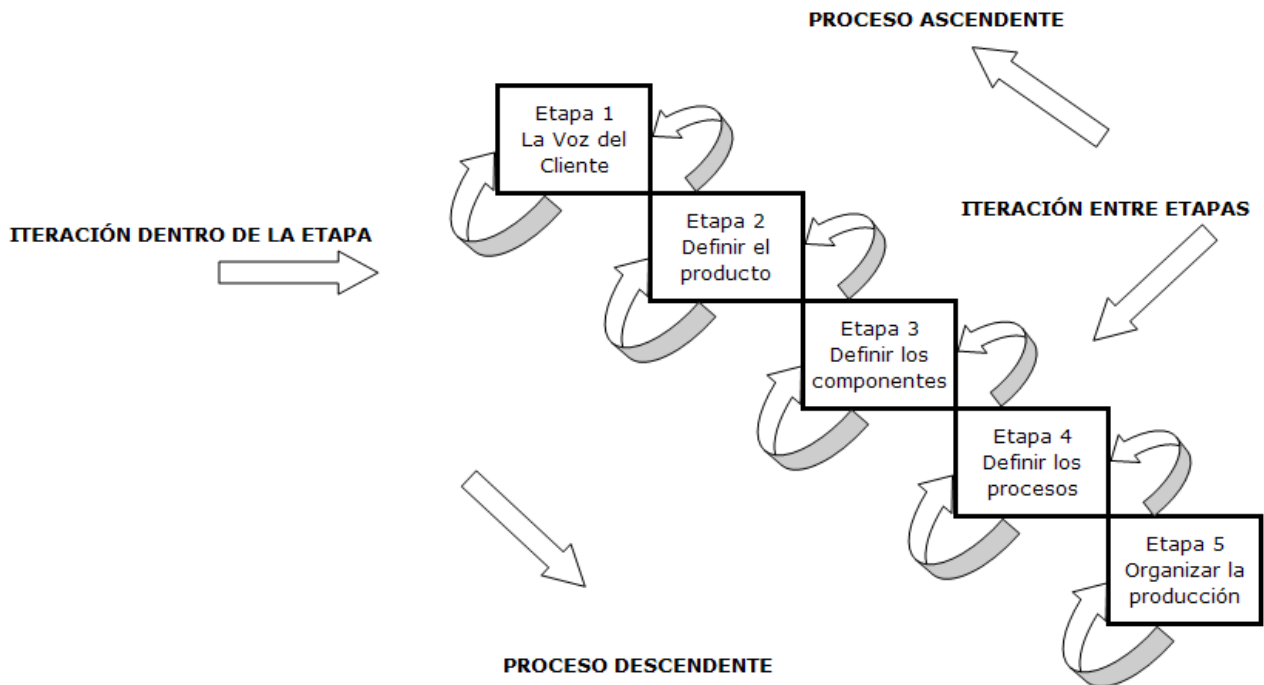 PROCESO ASCENDENTE
Etapa 1
La Voz del
Cliente
ITERACIÓN DENTRO DE LA ETAPA
ITERACIÓN ENTRE ETAPAS
Etapa 2
Definir el
producto
Etapa 3
Definir los
componentes
Etapa 4
Definir los
procesos
Etapa 5
Organizar la
producción
PROCESO DESCENDENTE